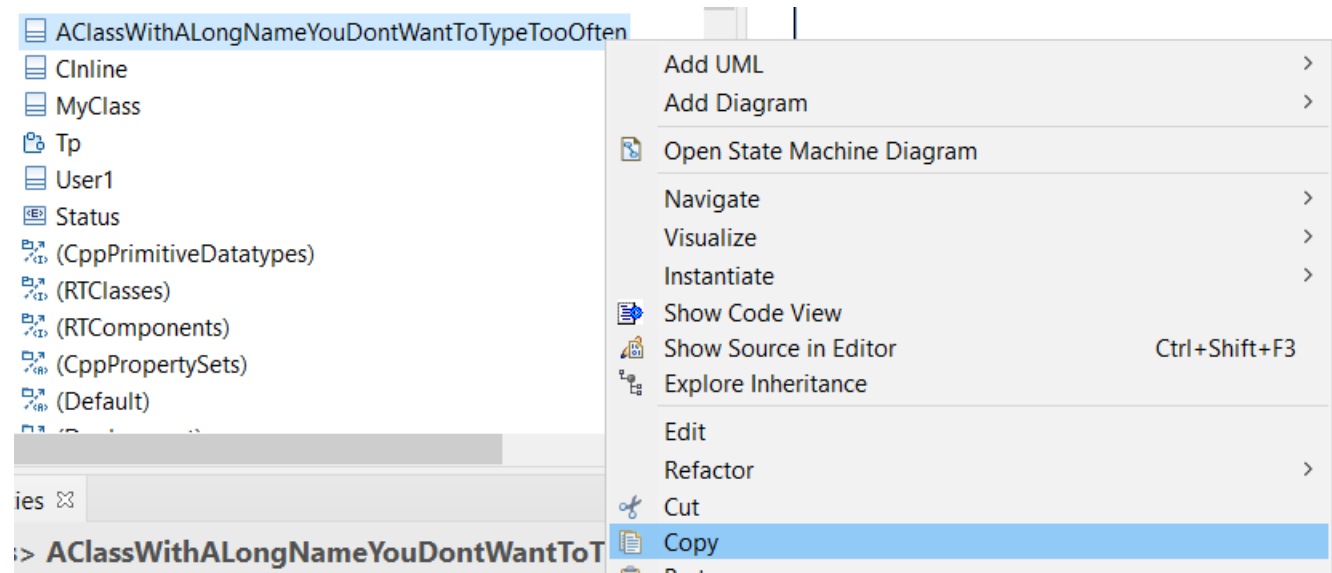 AClassWithALongNameYouDontWantToTypeTooOften
CInline
MyClass
Tp
User1
Status
(CppPrimitiveDatatypes)
(RTClasses)
(RTComponents)
(CppPropertySets)
(Default)
ies
> AClassWithALongNameYouDontWantToT
Add UML
Add Diagram
Open State Machine Diagram
Navigate
Visualize
Instantiate
Show Code View
Show Source in Editor Ctrl+Shift+F3
Explore Inheritance
Edit
Refactor
Cut
Copy